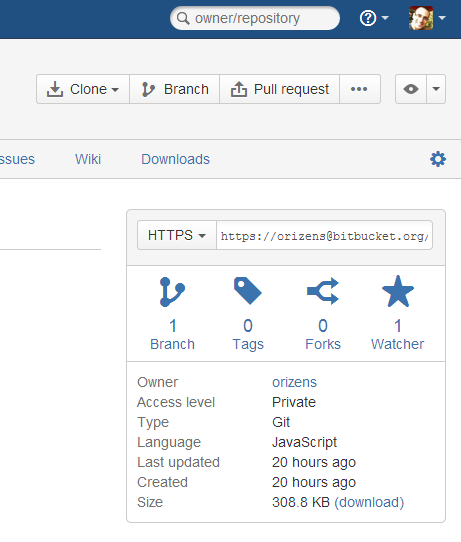 owner/repository
Clone Branch Pull request
ssues Wiki Downloads
HTTPS https://orizens@bitbucket.org/
1 0 0 1
Branch Tags Forks Watcher
Owner orizens
Access level Private
Type Git
Language JavaScript
Last updated 20 hours ago
Created 20 hours ago
Size 308.8 KB (download)